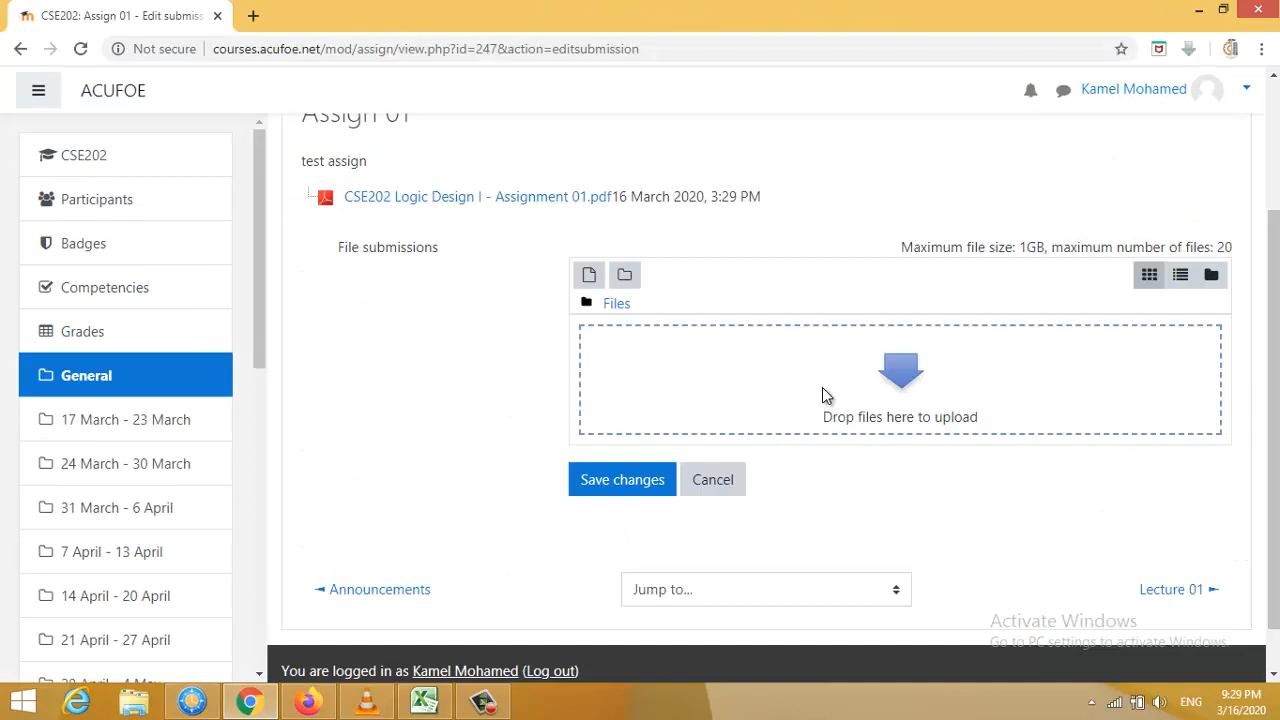 CSE202: Assign 01 - Edit submiss
Not secure courses.acufoe.net/mod/assign/view.php?id=247&action=editsubmission
ACUFOE
Kamel Mohamed
CSE202
Participants
Badges
Competencies
Grades
General
17 March - 23 March
24 March - 30 March
31 March - 6 April
7 April - 13 April
14 April - 20 April
21 April - 27 April
Assign 01
test assign
CSE202 Logic Design I - Assignment 01.pdf16 March 2020, 3:29 PM
File submissions
Maximum file size: 1GB, maximum number of files: 20
Files
Drop files here to upload
Save changes
Cancel
◄ Announcements
Jump to...
Lecture 01 ►
Activate Windows
Go to PC settings to activate Windows.
You are logged in as Kamel Mohamed (Log out)
ENG
9:29 PM
3/16/2020